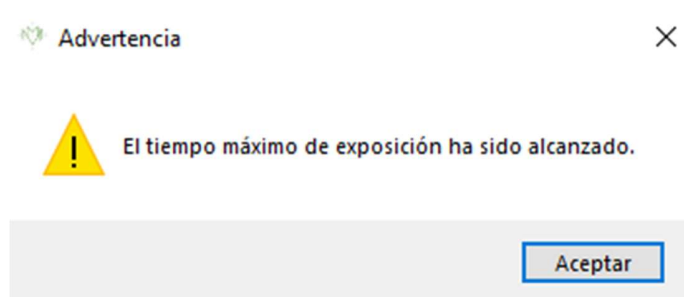 Advertencia
El tiempo máximo de exposición ha sido alcanzado.
Aceptar